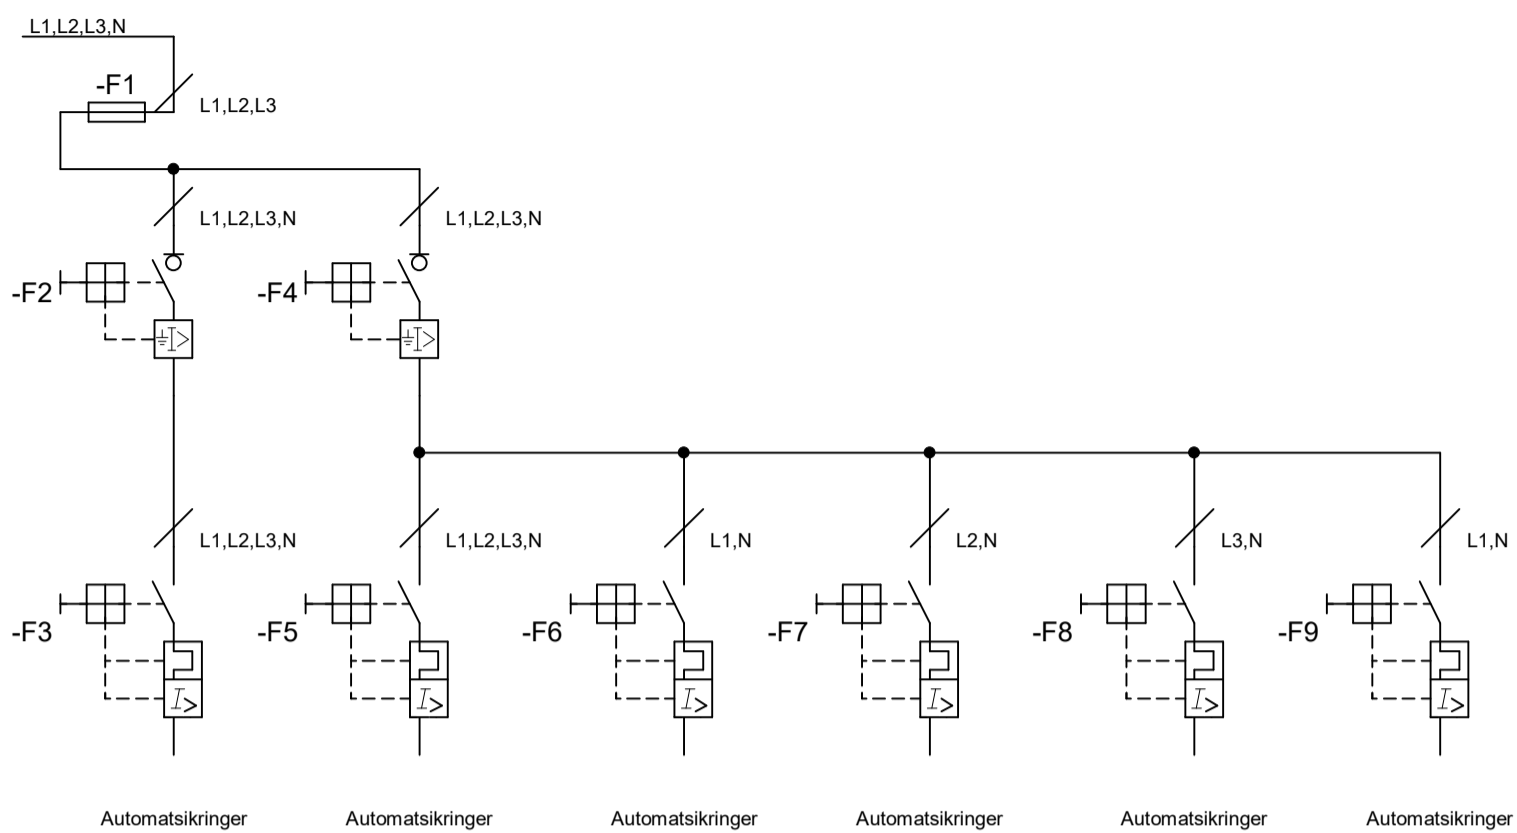 L1,L2,L3,N
-F1
L1,L2,L3
L1,L2,L3,N
L1,L2,L3,N
-F2
-F4
L1,L2,L3,N
L1,L2,L3,N
L1,N
L2,N
L3,N
L1,N
-F3
-F5
-F6
-F7
-F8
-F9
I>
I>
I>
I>
I>
I>
Automatsikringer
Automatsikringer
Automatsikringer
Automatsikringer
Automatsikringer
Automatsikringer